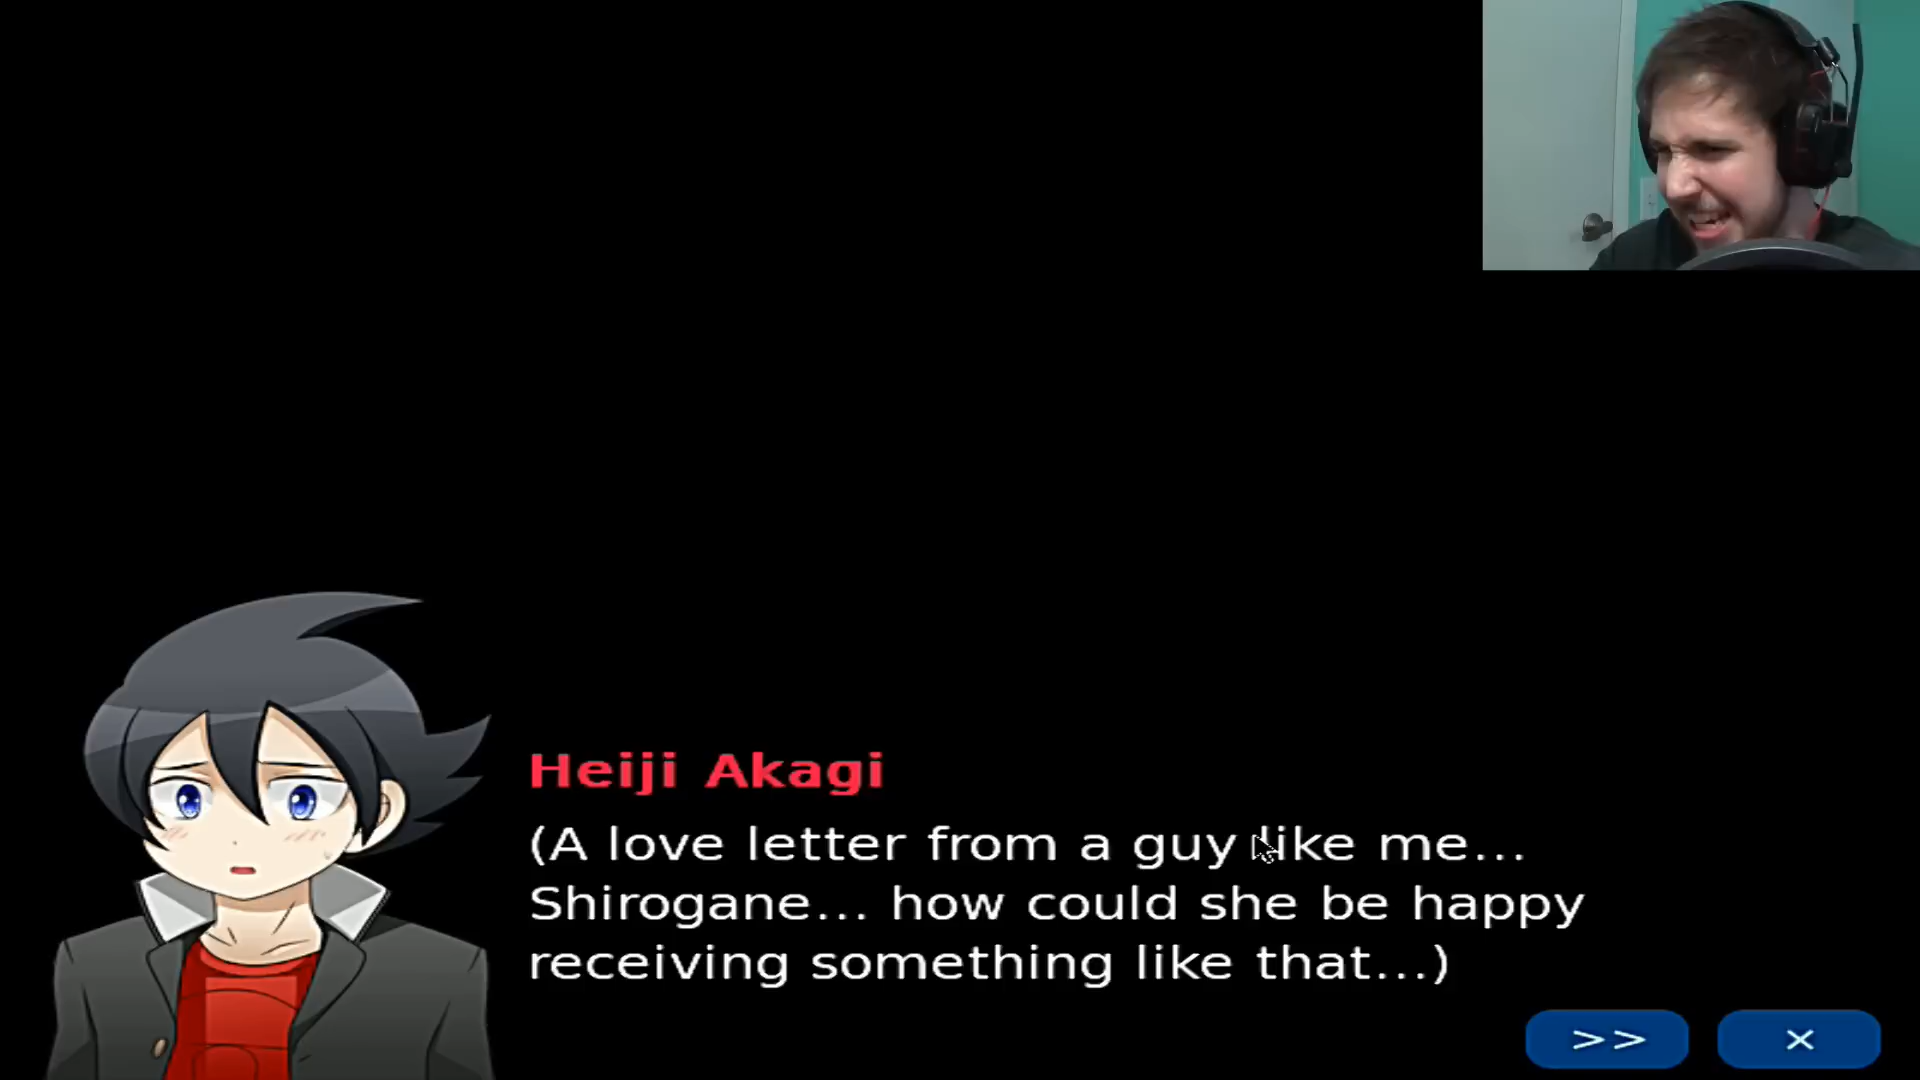 Heiji Akagi
(A love letter from a guy like me...
Shirogane... how could she be happy
receiving something like that...)
>> ×